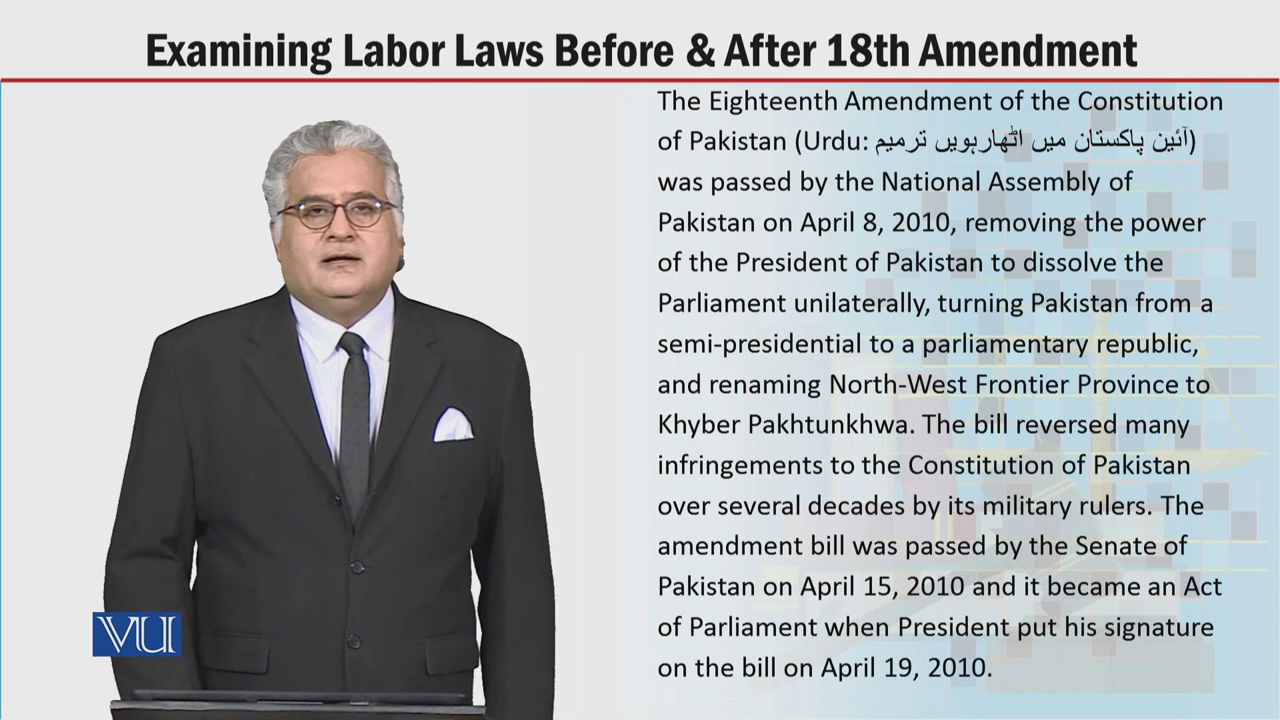 Examining Labor Laws Before & After 18th Amendment
The Eighteenth Amendment of the Constitution
of Pakistan (Urdu: آئین پاکستان میں اٹھارہویں ترمیم)
was passed by the National Assembly of
Pakistan on April 8, 2010, removing the power
of the President of Pakistan to dissolve the
Parliament unilaterally, turning Pakistan from a
semi-presidential to a parliamentary republic,
and renaming North-West Frontier Province to
Khyber Pakhtunkhwa. The bill reversed many
infringements to the Constitution of Pakistan
over several decades by its military rulers. The
amendment bill was passed by the Senate of
Pakistan on April 15, 2010 and it became an Act
of Parliament when President put his signature
on the bill on April 19, 2010.
VU